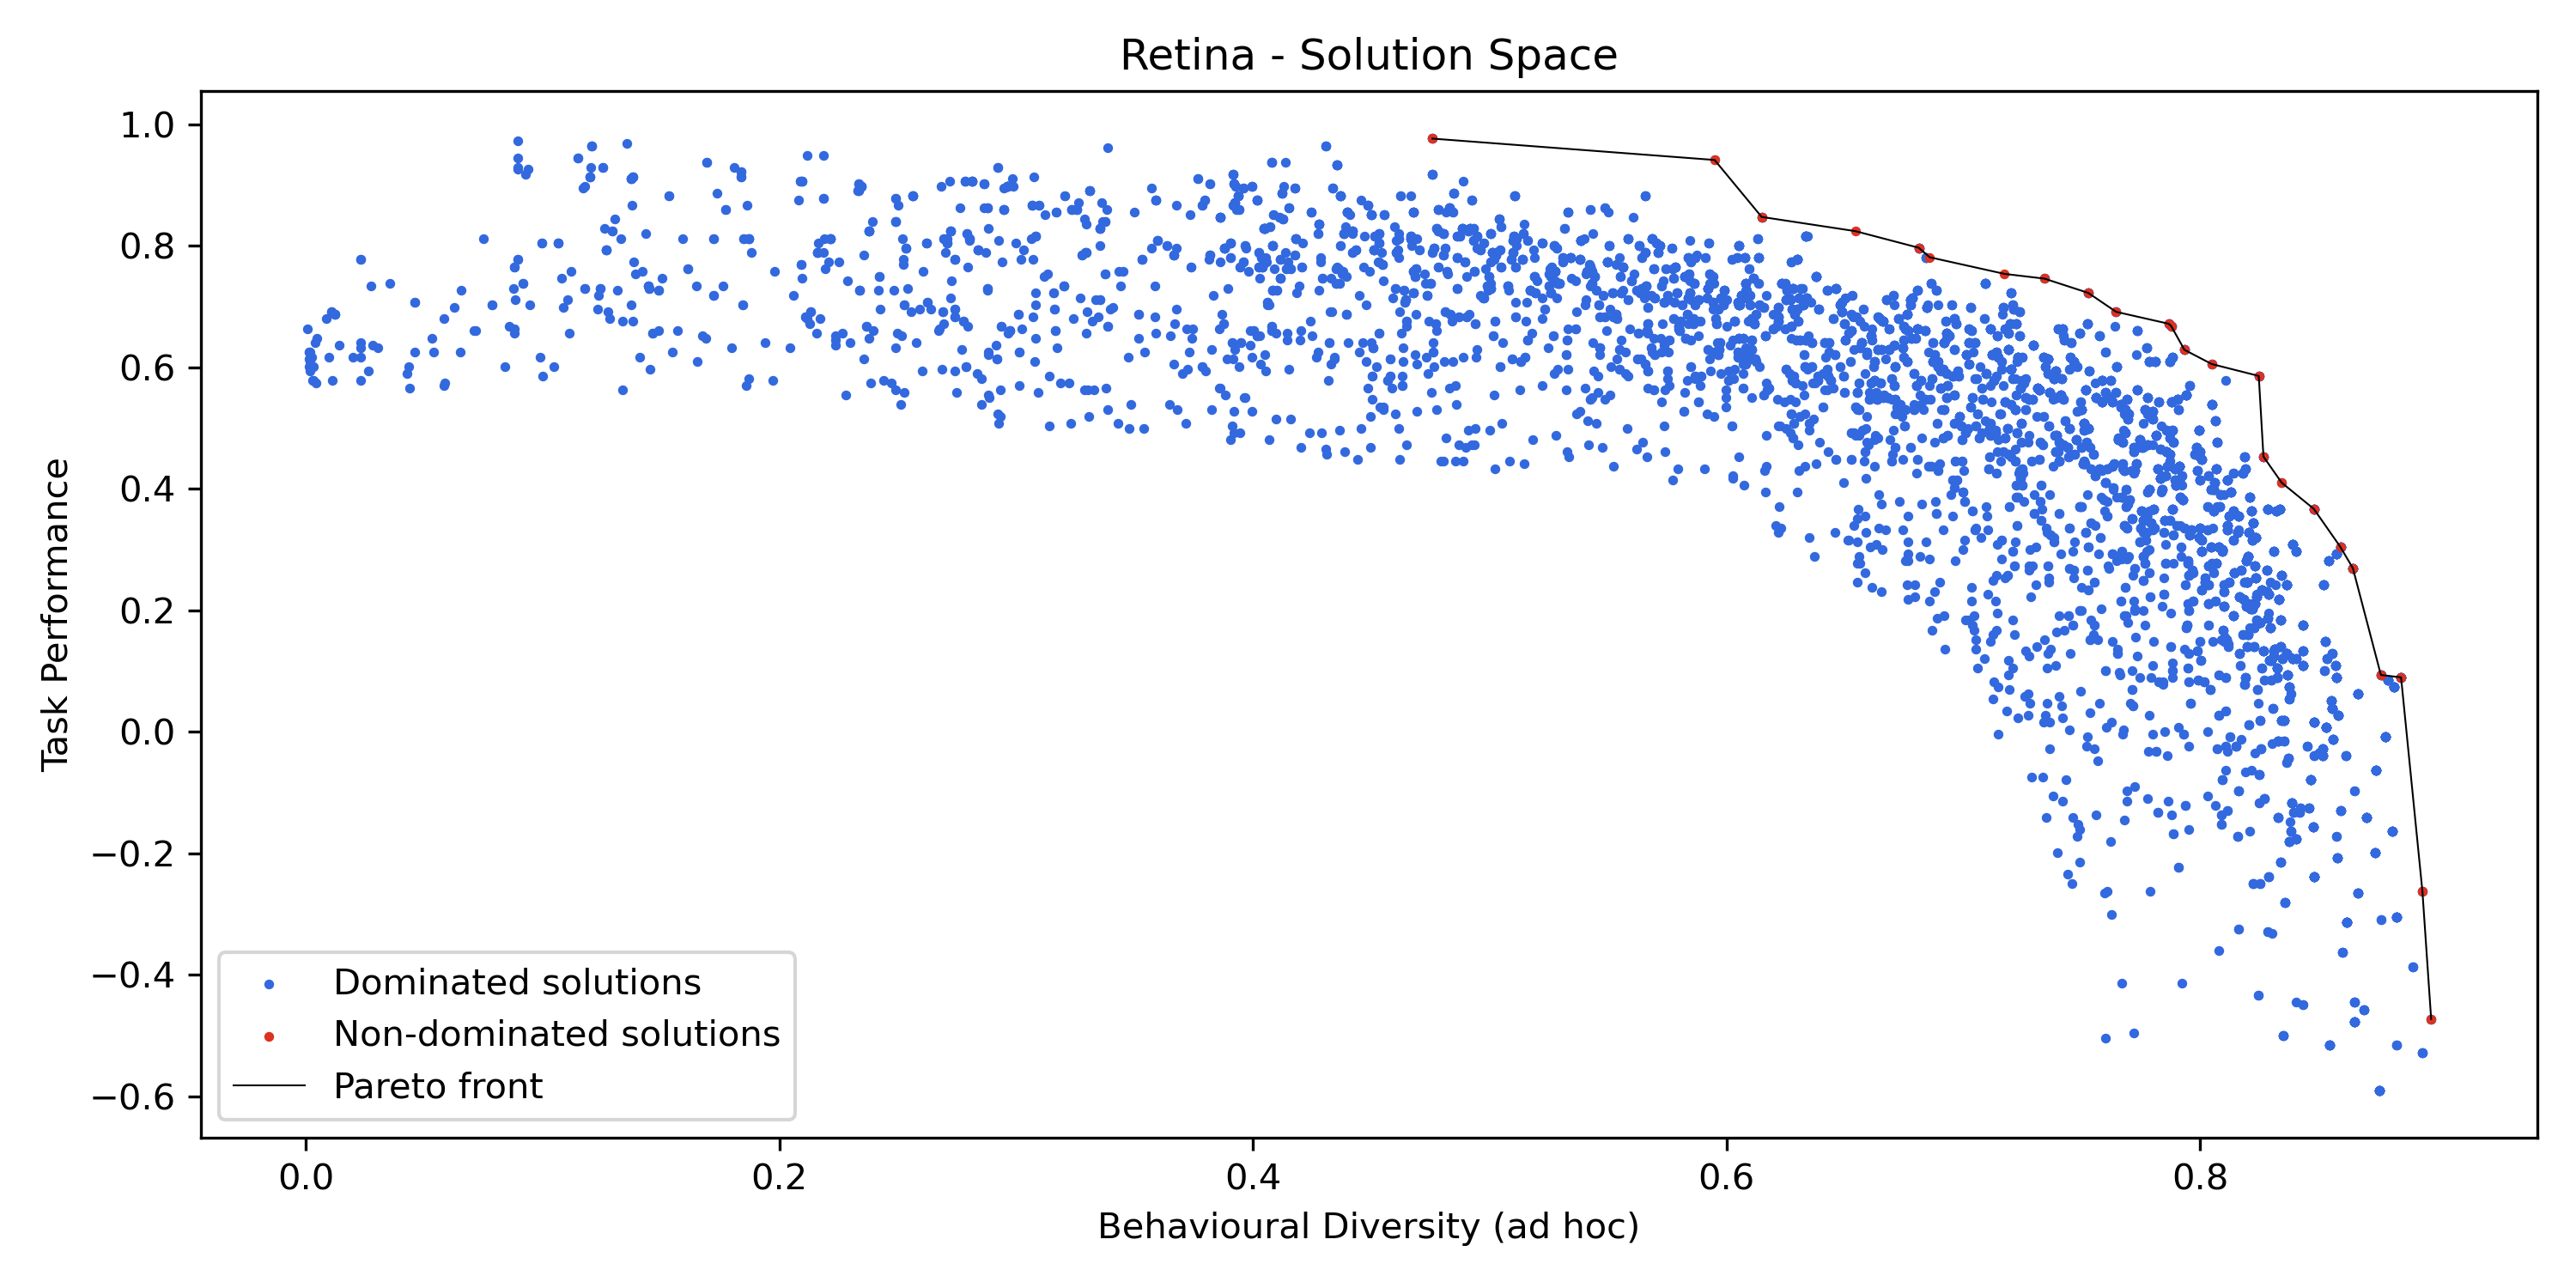 Retina - Solution Space
1.0
0.8
0.6
0.4
0.2
0.0
−0.2
−0.4
−0.6
Task Performance
Dominated solutions
Non-dominated solutions
Pareto front
0.0 0.2 0.4 0.6 0.8
Behavioural Diversity (ad hoc)